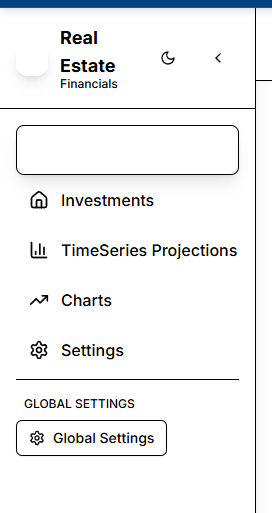 Real
Estate
Financials
Investments
TimeSeries Projections
Charts
Settings
GLOBAL SETTINGS
Global Settings